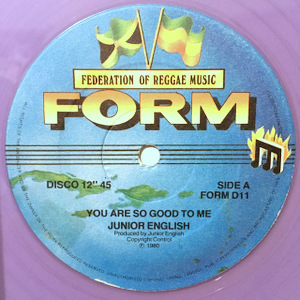 FEDERATION OF REGGAE MUSIC
FORM
DISCO 12" 45
SIDE A
FORM D11
YOU ARE SO GOOD TO ME
JUNIOR ENGLISH
Produced by Junior English
Copyright Control
℗ 1980